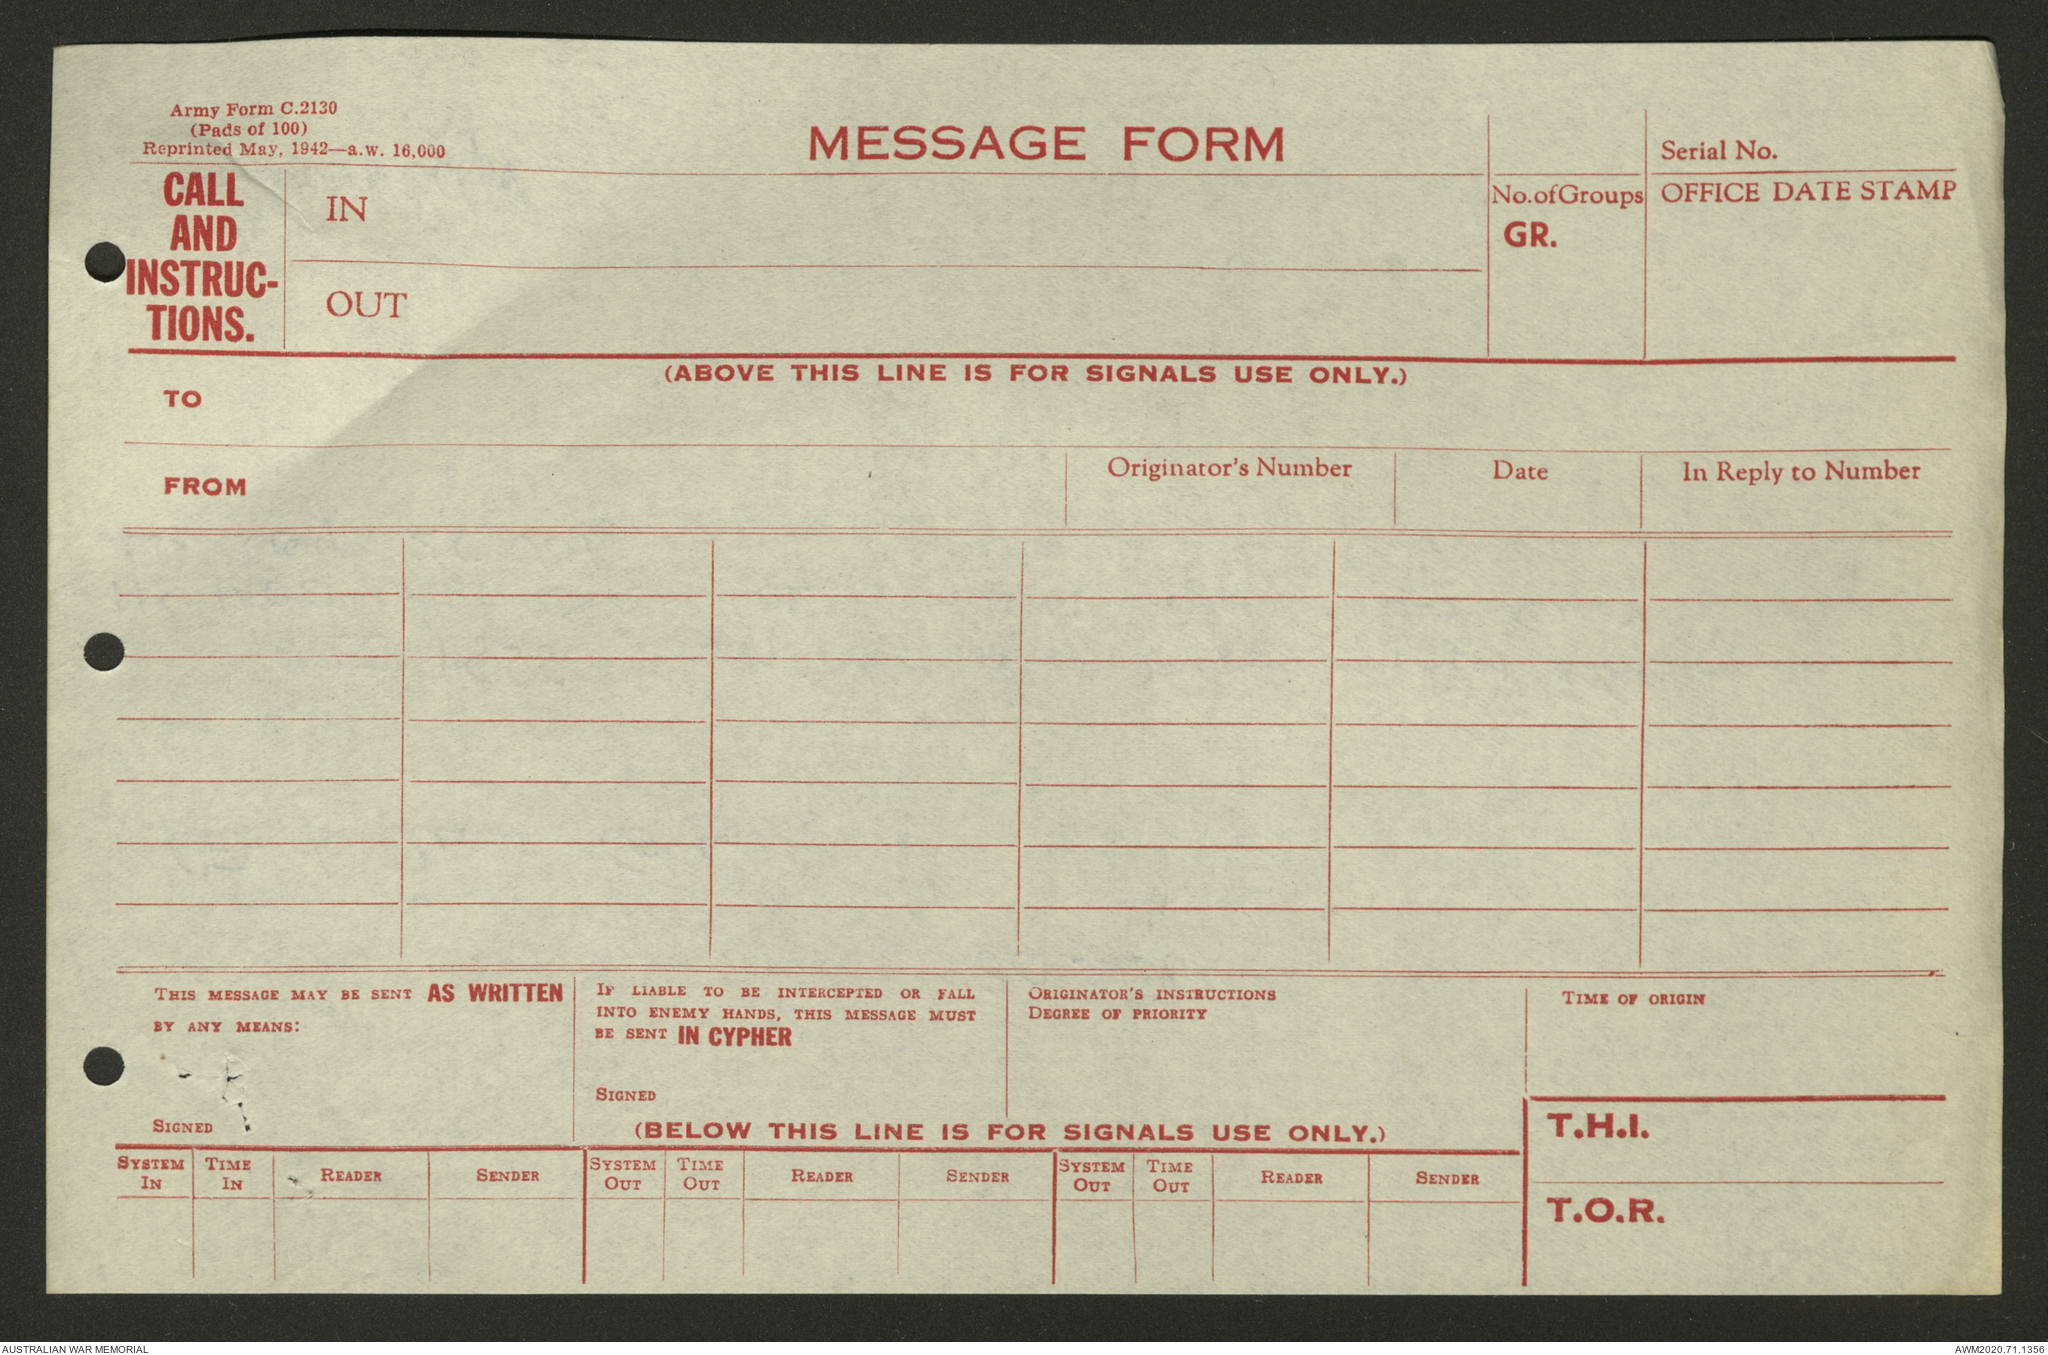 Army Form C.2130
(Pads of 100)
Reprinted May, 1942—a.w. 16,000
MESSAGE FORM
Serial No.
CALL
AND
INSTRUC-
TIONS.
IN
OUT
No. of Groups
GR.
OFFICE DATE STAMP
(ABOVE THIS LINE IS FOR SIGNALS USE ONLY.)
TO
FROM
Originator's Number
Date
In Reply to Number
THIS MESSAGE MAY BE SENT AS WRITTEN
BY ANY MEANS:
SIGNED
IF LIABLE TO BE INTERCEPTED OR FALL
INTO ENEMY HANDS, THIS MESSAGE MUST
BE SENT IN CYPHER
SIGNED
ORIGINATOR'S INSTRUCTIONS
DEGREE OF PRIORITY
TIME OF ORIGIN
(BELOW THIS LINE IS FOR SIGNALS USE ONLY.)
T.H.I.
SYSTEM IN
TIME IN
READER
SENDER
SYSTEM OUT
TIME OUT
READER
SENDER
SYSTEM OUT
TIME OUT
READER
SENDER
T.O.R.
AUSTRALIAN WAR MEMORIAL
AWM2020.71.1356